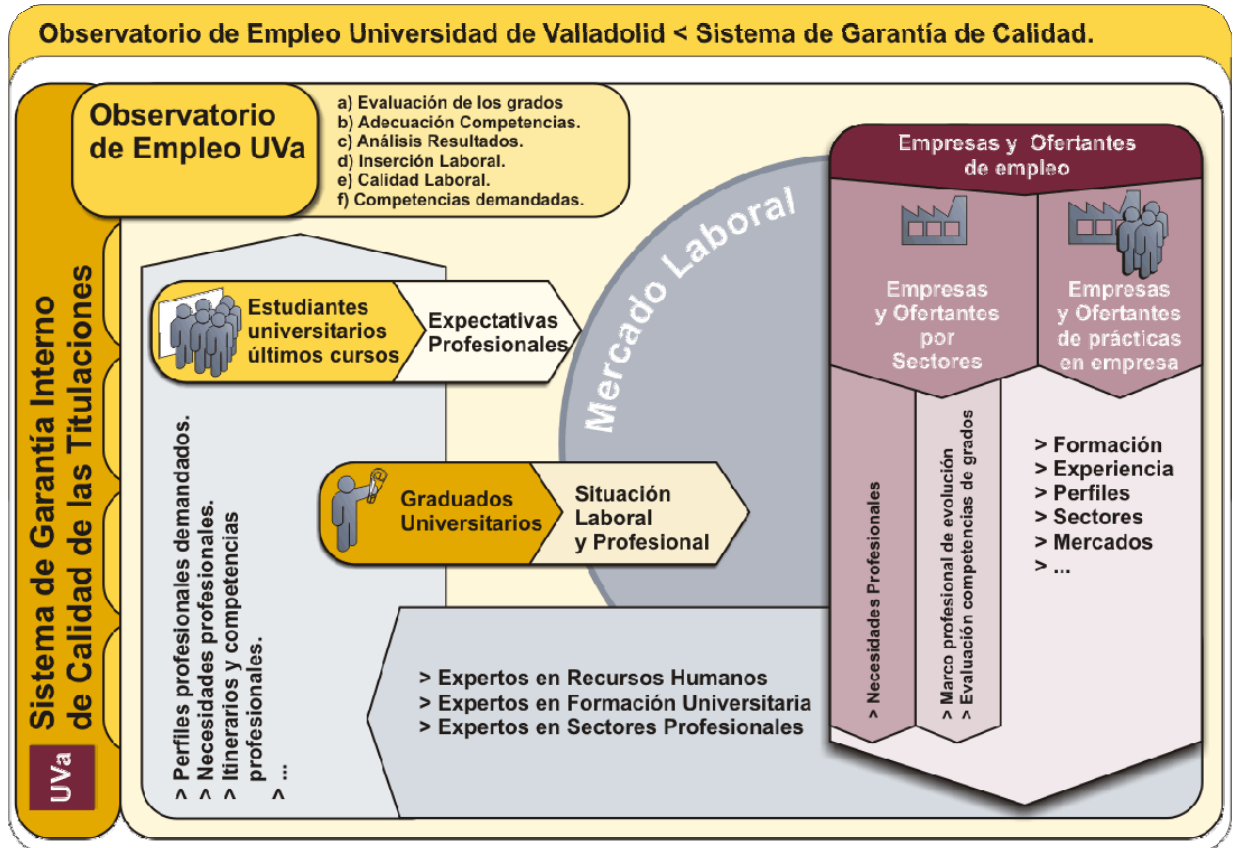 Observatorio de Empleo Universidad de Valladolid < Sistema de Garantía de Calidad.
Observatorio
de Empleo UVa
a) Evaluación de los grados
b) Adecuación Competencias.
c) Análisis Resultados.
d) Inserción Laboral.
e) Calidad Laboral.
f) Competencias demandadas.
Sistema de Garantía Interno
de Calidad de las Titulaciones
UVa
Estudiantes
universitarios
últimos cursos
Expectativas
Profesionales
Mercado Laboral
Graduados
Universitarios
Situación
Laboral
y Profesional
> Perfiles profesionales demandados.
> Necesidades profesionales.
> Itinerarios y competencias
profesionales.
> ...
> Expertos en Recursos Humanos
> Expertos en Formación Universitaria
> Expertos en Sectores Profesionales
Empresas y Ofertantes
de empleo
Empresas
y Ofertantes
por
Sectores
Empresas
y Ofertantes
de prácticas
en empresa
> Necesidades Profesionales
> Marco profesional de evolución
> Evaluación competencias de grados
> Formación
> Experiencia
> Perfiles
> Sectores
> Mercados
> ...